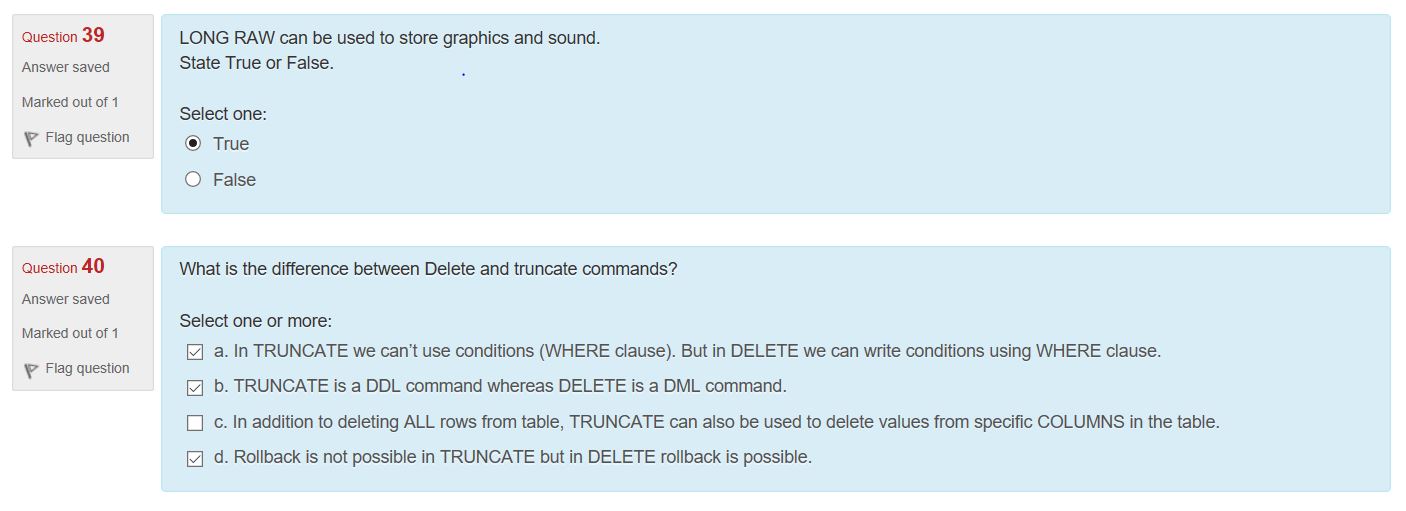 Question 39
Answer saved
Marked out of 1
Flag question
LONG RAW can be used to store graphics and sound.
State True or False.
Select one:
True
False
Question 40
Answer saved
Marked out of 1
Flag question
What is the difference between Delete and truncate commands?
Select one or more:
a. In TRUNCATE we can’t use conditions (WHERE clause). But in DELETE we can write conditions using WHERE clause.
b. TRUNCATE is a DDL command whereas DELETE is a DML command.
c. In addition to deleting ALL rows from table, TRUNCATE can also be used to delete values from specific COLUMNS in the table.
d. Rollback is not possible in TRUNCATE but in DELETE rollback is possible.